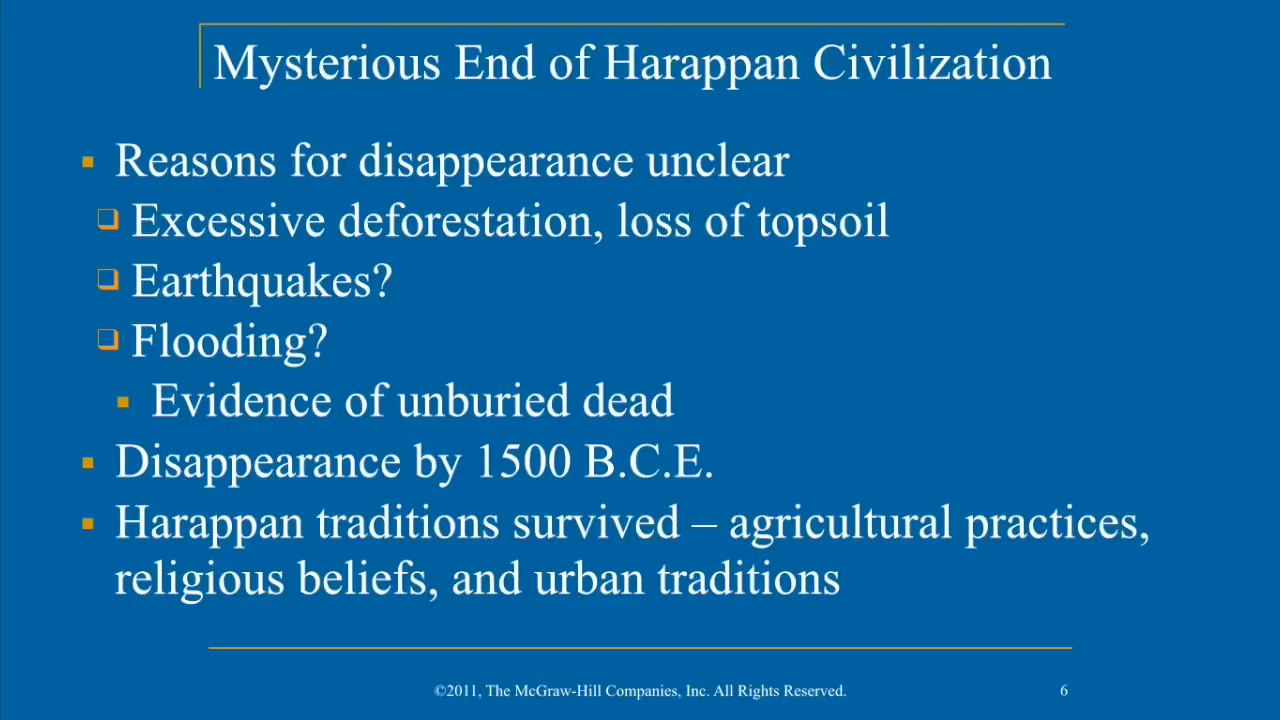 Mysterious End of Harappan Civilization
Reasons for disappearance unclear
Excessive deforestation, loss of topsoil
Earthquakes?
Flooding?
Evidence of unburied dead
Disappearance by 1500 B.C.E.
Harappan traditions survived – agricultural practices,
religious beliefs, and urban traditions
©2011, The McGraw-Hill Companies, Inc. All Rights Reserved.
6